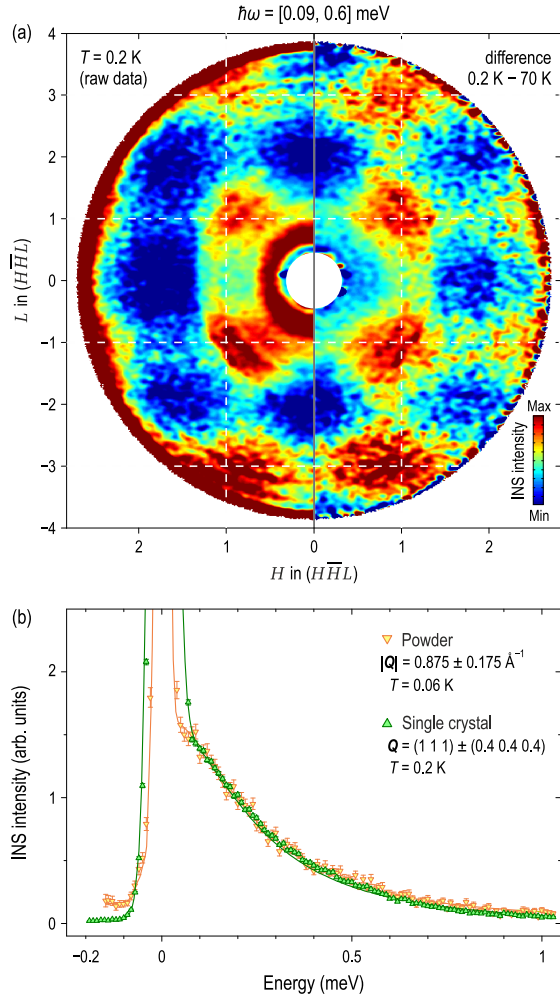 ħω = [0.09, 0.6] meV
(a)
T = 0.2 K
(raw data)
difference
0.2 K − 70 K
4
3
2
1
0
-1
-2
-3
-4
L in (HH̅L)
Max
INS intensity
Min
2 1 0 1 2
H in (HH̅L)
(b)
Powder
|Q| = 0.875 ± 0.175 Å⁻¹
T = 0.06 K
Single crystal
Q = (1 1 1) ± (0.4 0.4 0.4)
T = 0.2 K
2
1
0
INS intensity (arb. units)
−0.2 0 0.5 1
Energy (meV)